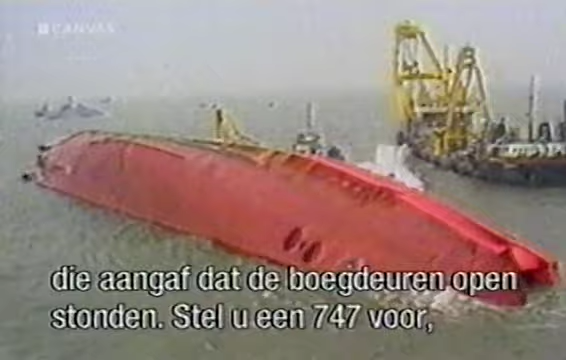 CANVAS
die aangaf dat de boegdeuren open
stonden. Stel u een 747 voor,